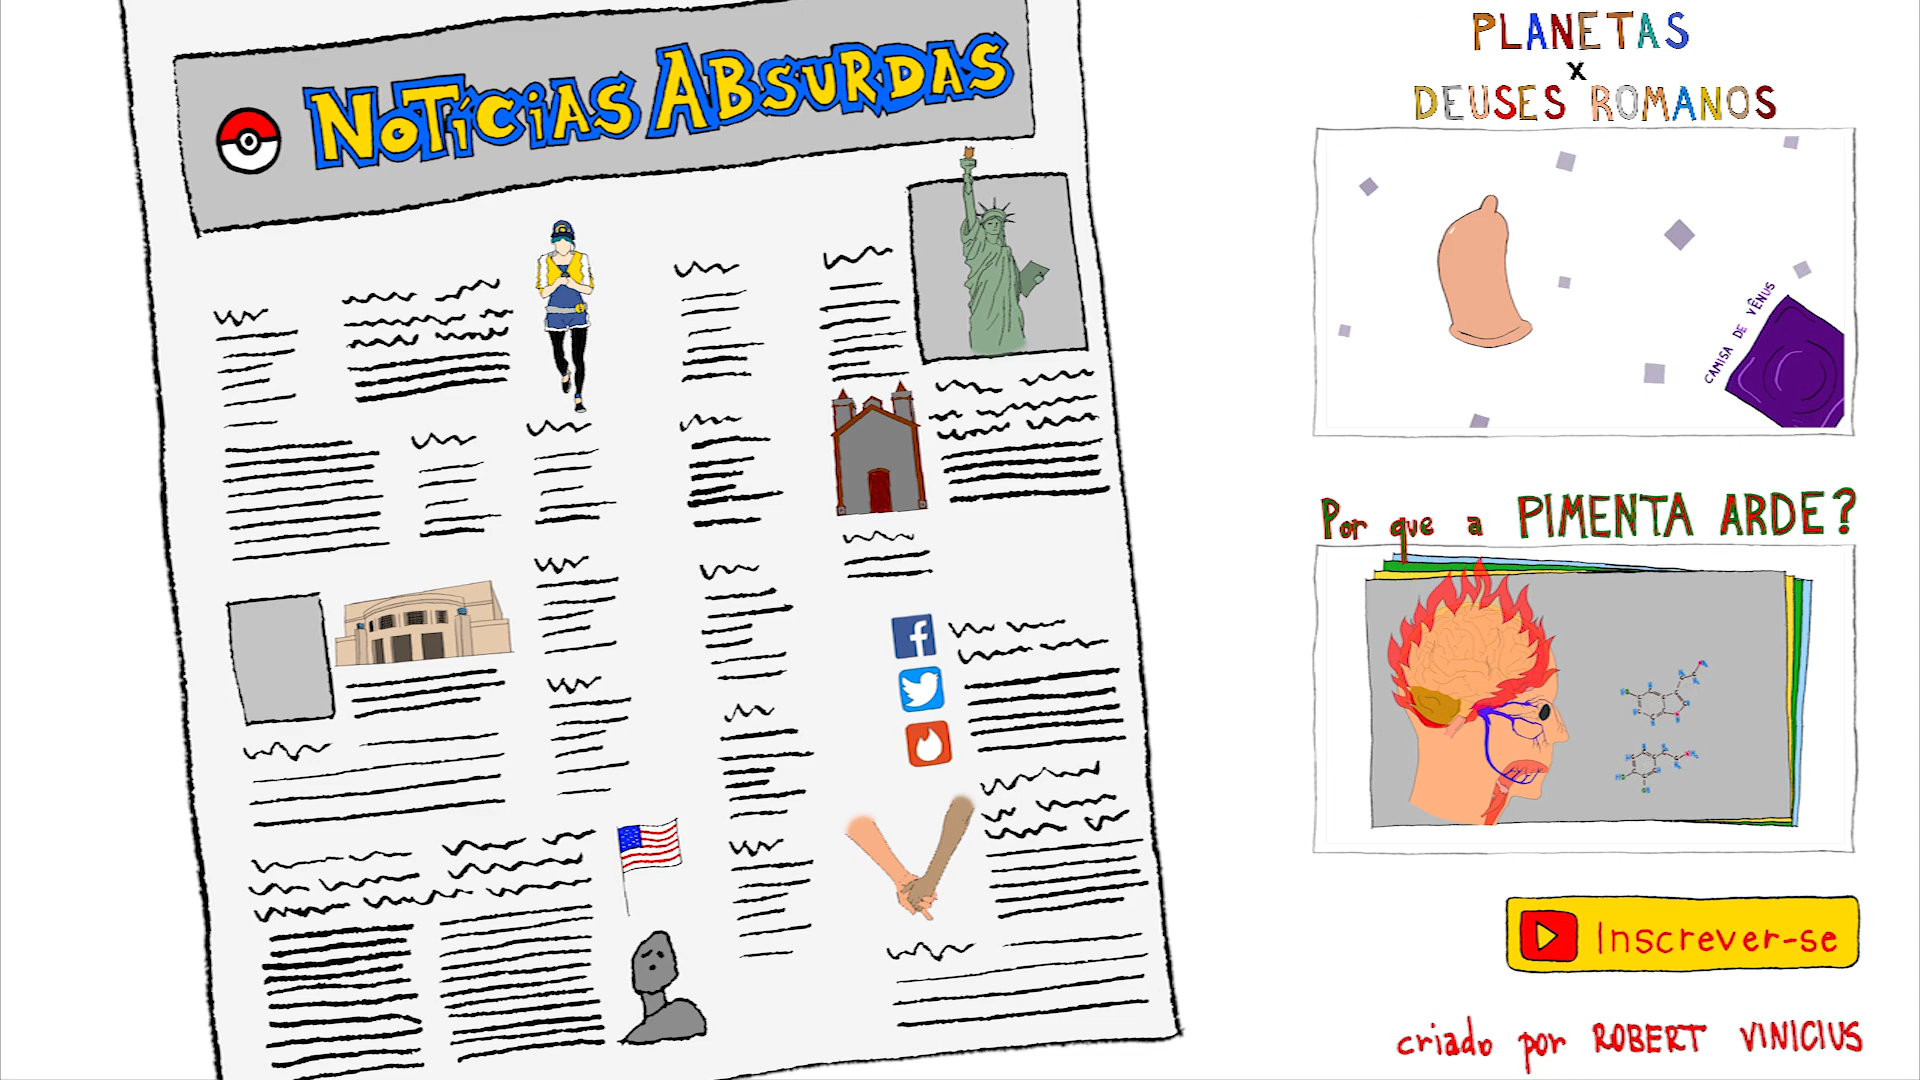 NOTÍCIAS ABSURDAS
PLANETAS
X
DEUSES ROMANOS
CAMISA DE VÊNUS
Por que a PIMENTA ARDE?
Inscrever-se
criado por ROBERT VINICIUS